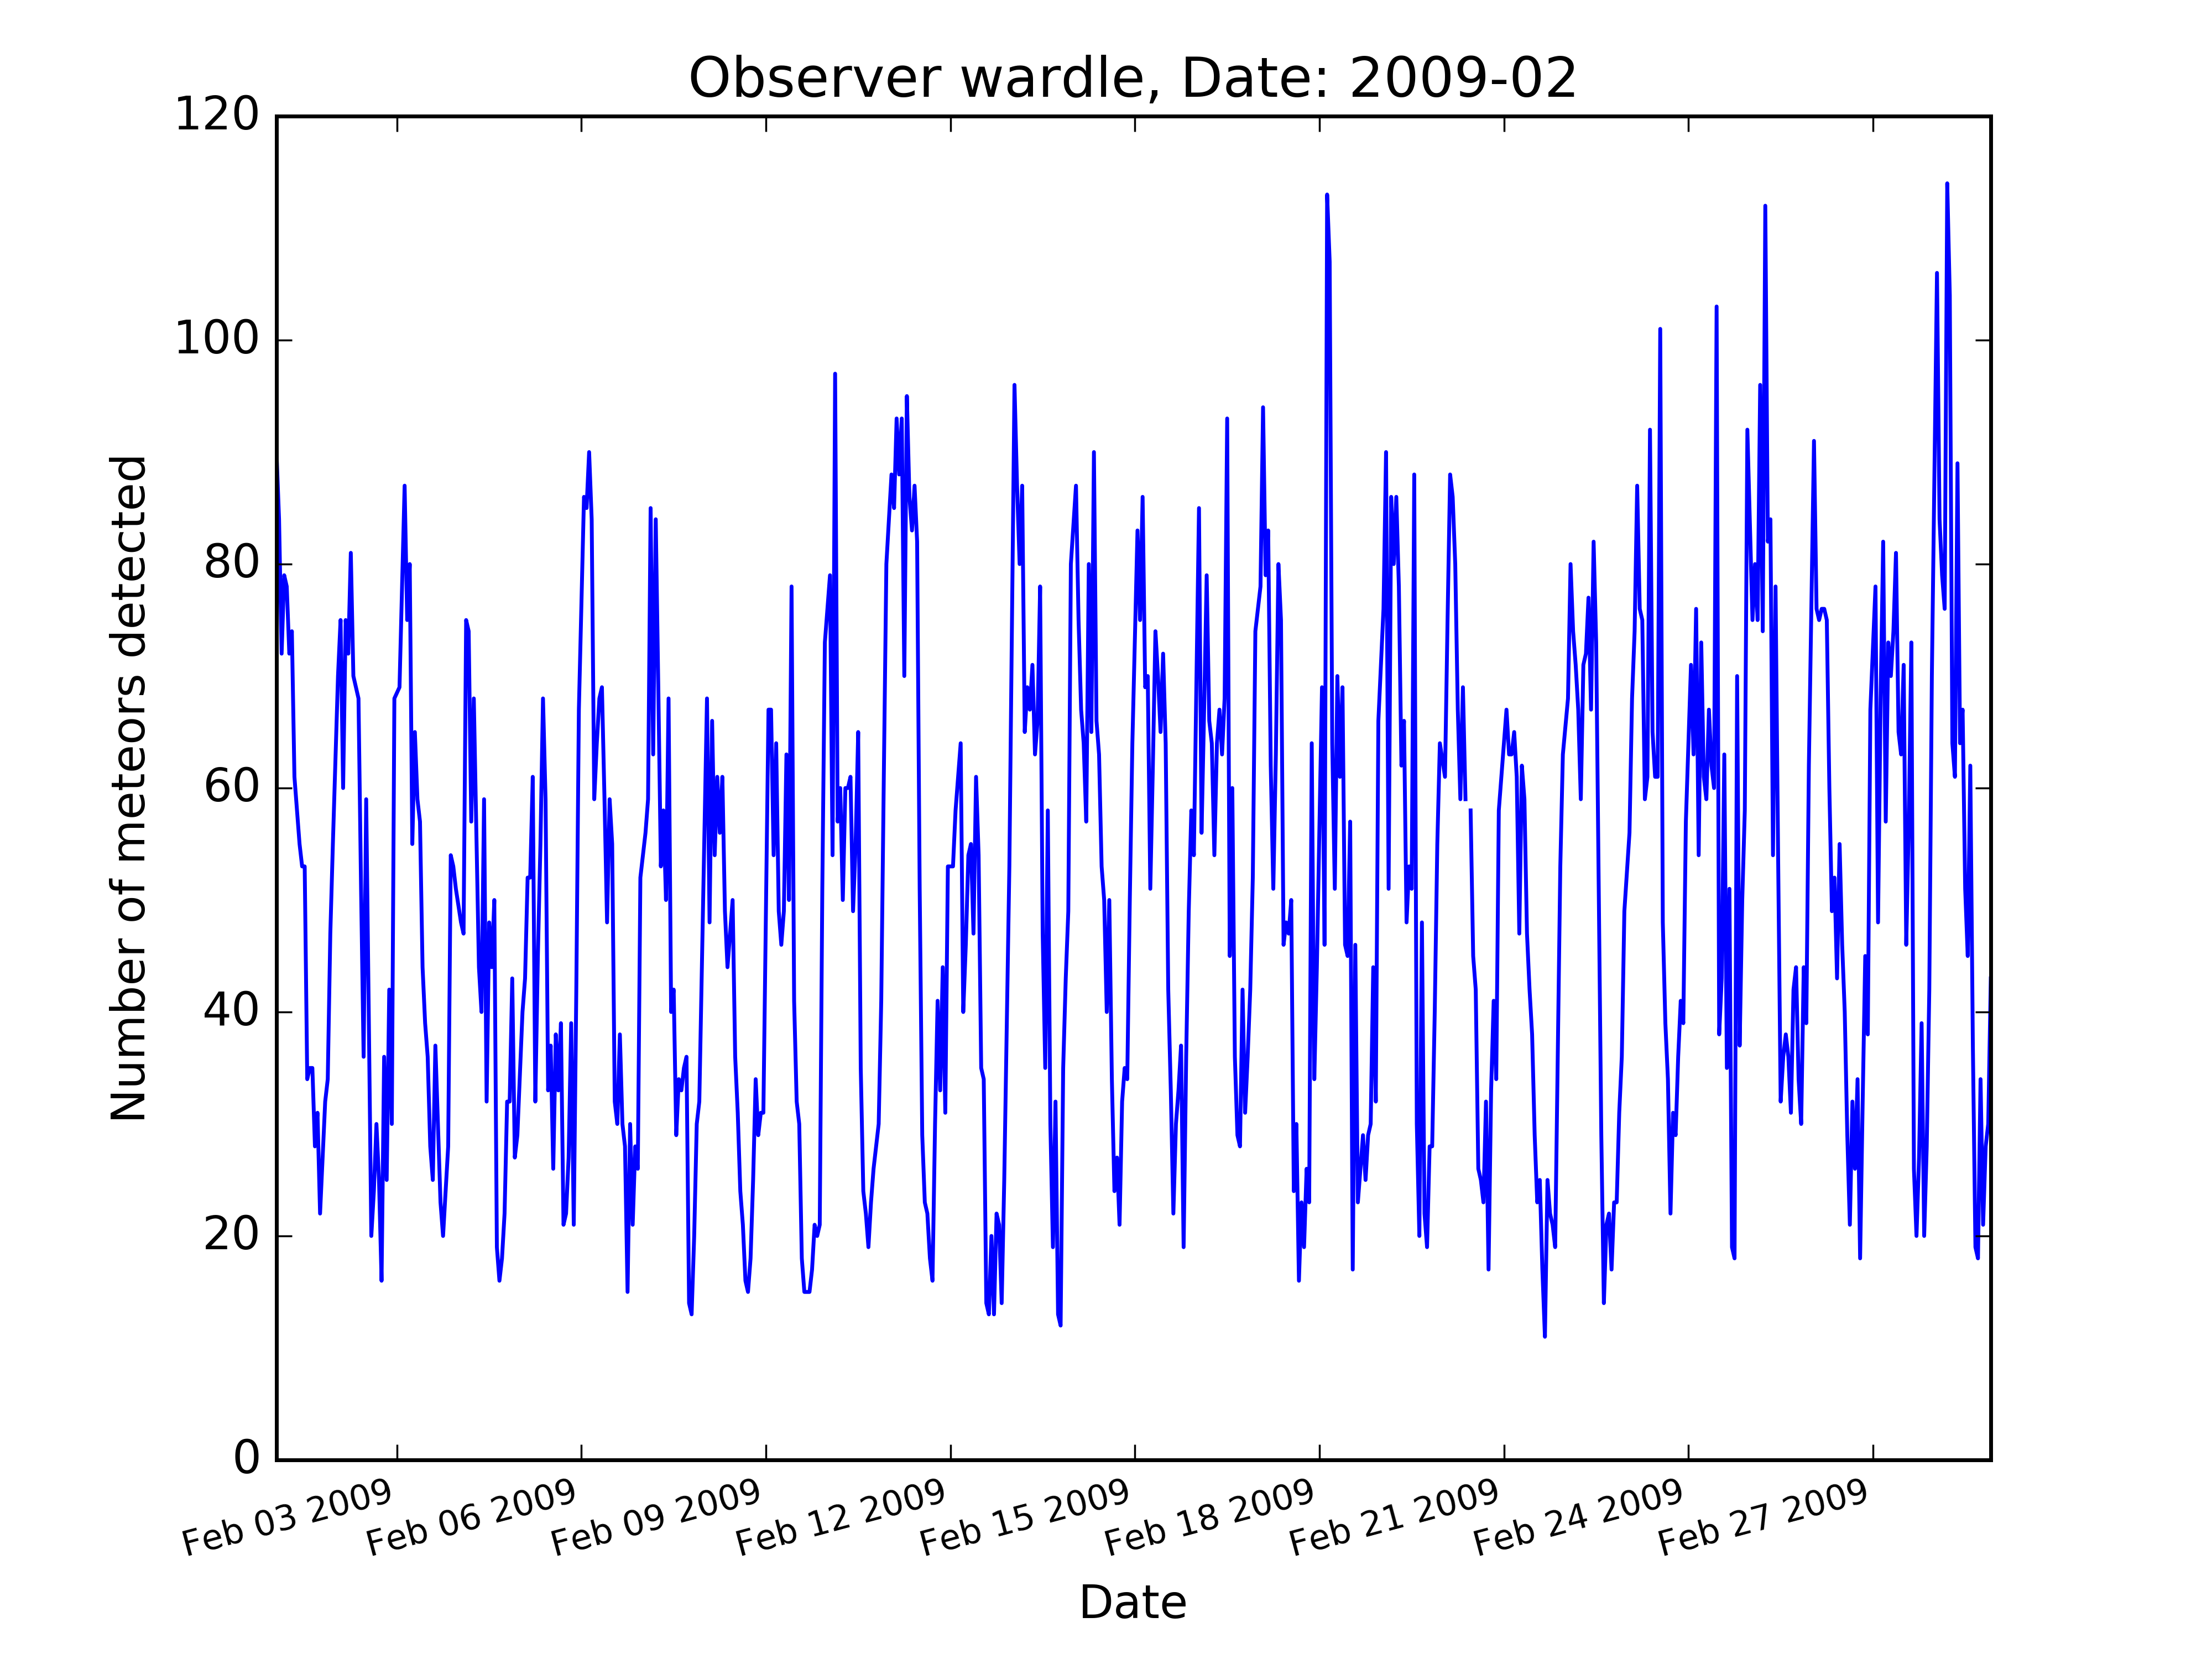 Observer wardle, Date: 2009-02
Number of meteors detected
120
100
80
60
40
20
0
Feb 03 2009
Feb 06 2009
Feb 09 2009
Feb 12 2009
Feb 15 2009
Feb 18 2009
Feb 21 2009
Feb 24 2009
Feb 27 2009
Date